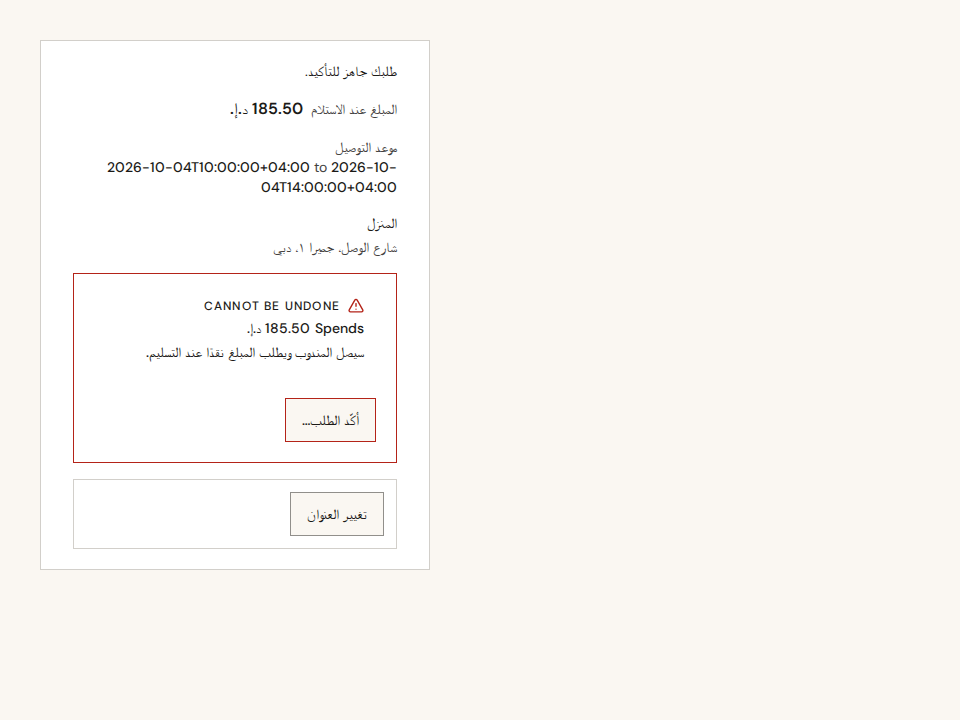 طلبك جاهز للتأكيد.
المبلغ عند الاستلام 185.50 د.إ.
موعد التوصيل
2026-10-04T10:00:00+04:00 to 2026-10-
04T14:00:00+04:00
المنزل
شارع الوصل، جميرا ١، دبي
CANNOT BE UNDONE
Spends 185.50 د.إ.
سيصل المندوب ويطلب المبلغ نقدًا عند التسليم.
أكّد الطلب...
تغيير العنوان